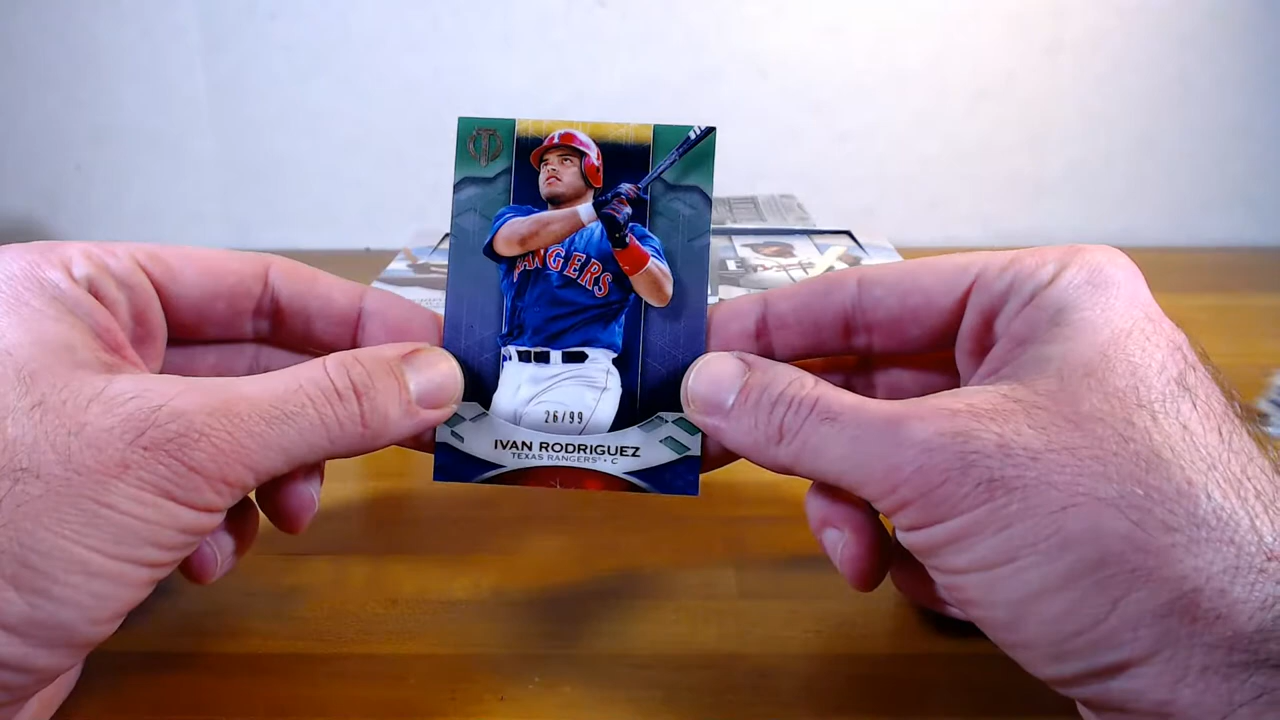 T
RANGERS
26/99
IVAN RODRIGUEZ
TEXAS RANGERS® • C